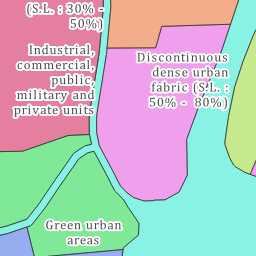 (S.L. : 30% -
50%)
Industrial,
commercial,
public,
military and
private units
Discontinuous
dense urban
fabric (S.L. :
50% -  80%)
Green urban
areas